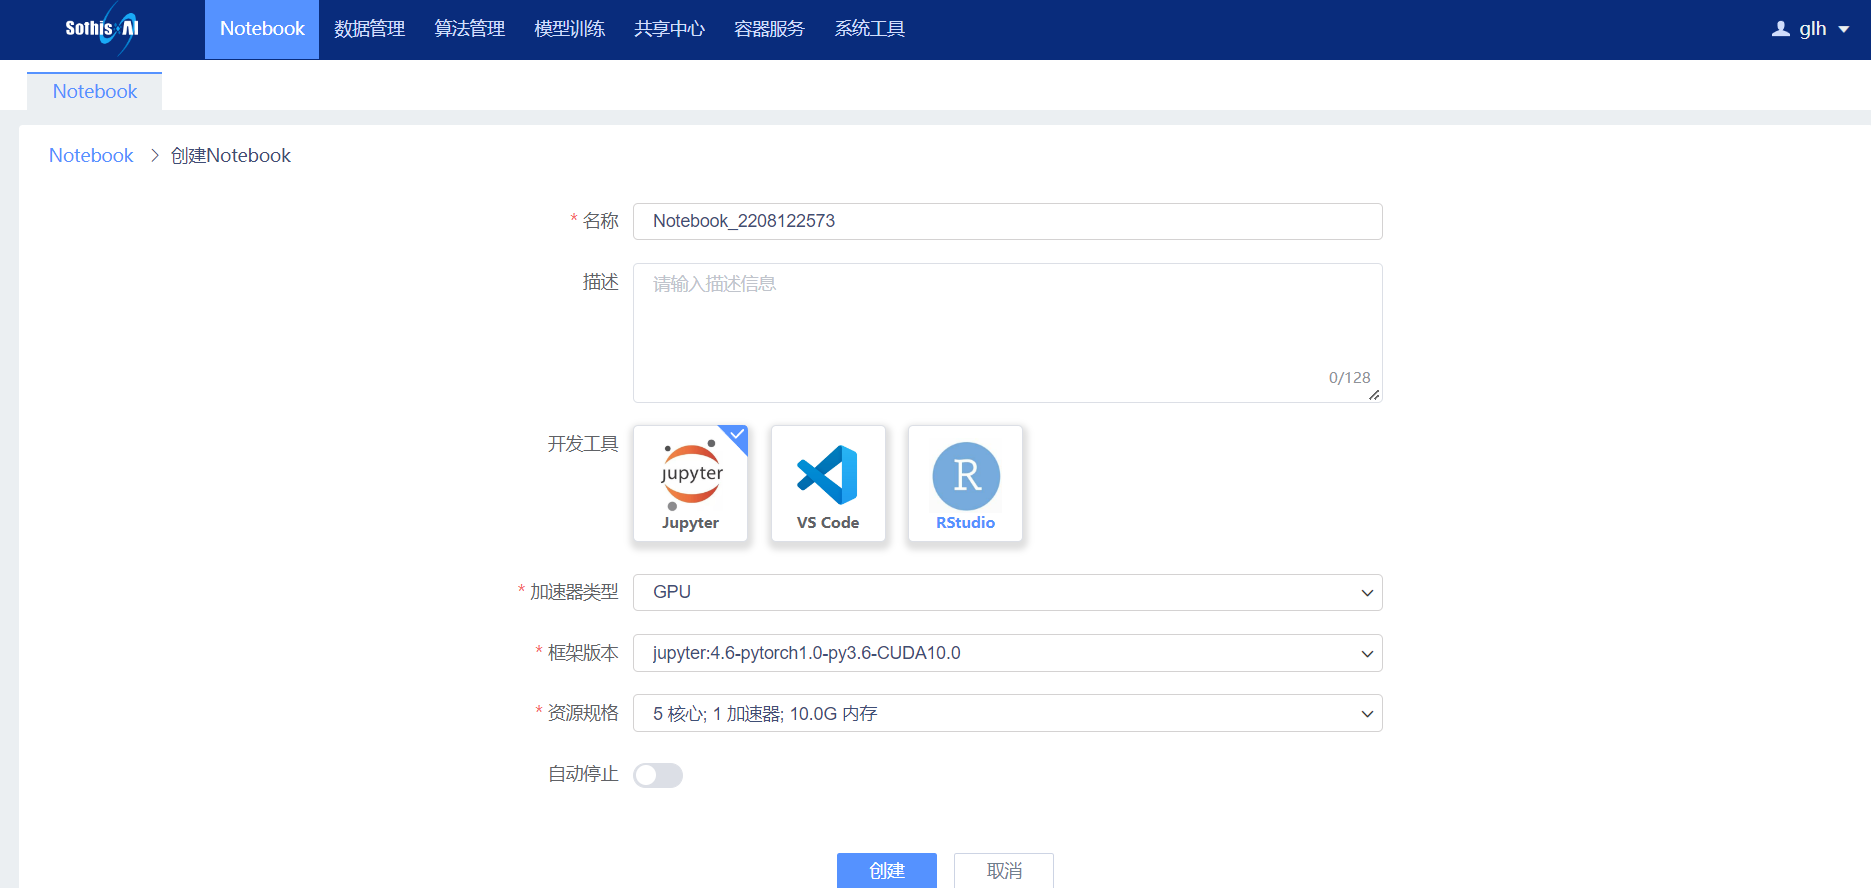 SothisAI Notebook 数据管理 算法管理 模型训练 共享中心 容器服务 系统工具 glh
Notebook
Notebook > 创建Notebook
* 名称 Notebook_2208122573
描述 请输入描述信息
0/128
开发工具
jupyter R
Jupyter VS Code RStudio
* 加速器类型 GPU
* 框架版本 jupyter:4.6-pytorch1.0-py3.6-CUDA10.0
* 资源规格 5 核心; 1 加速器; 10.0G 内存
自动停止
创建 取消